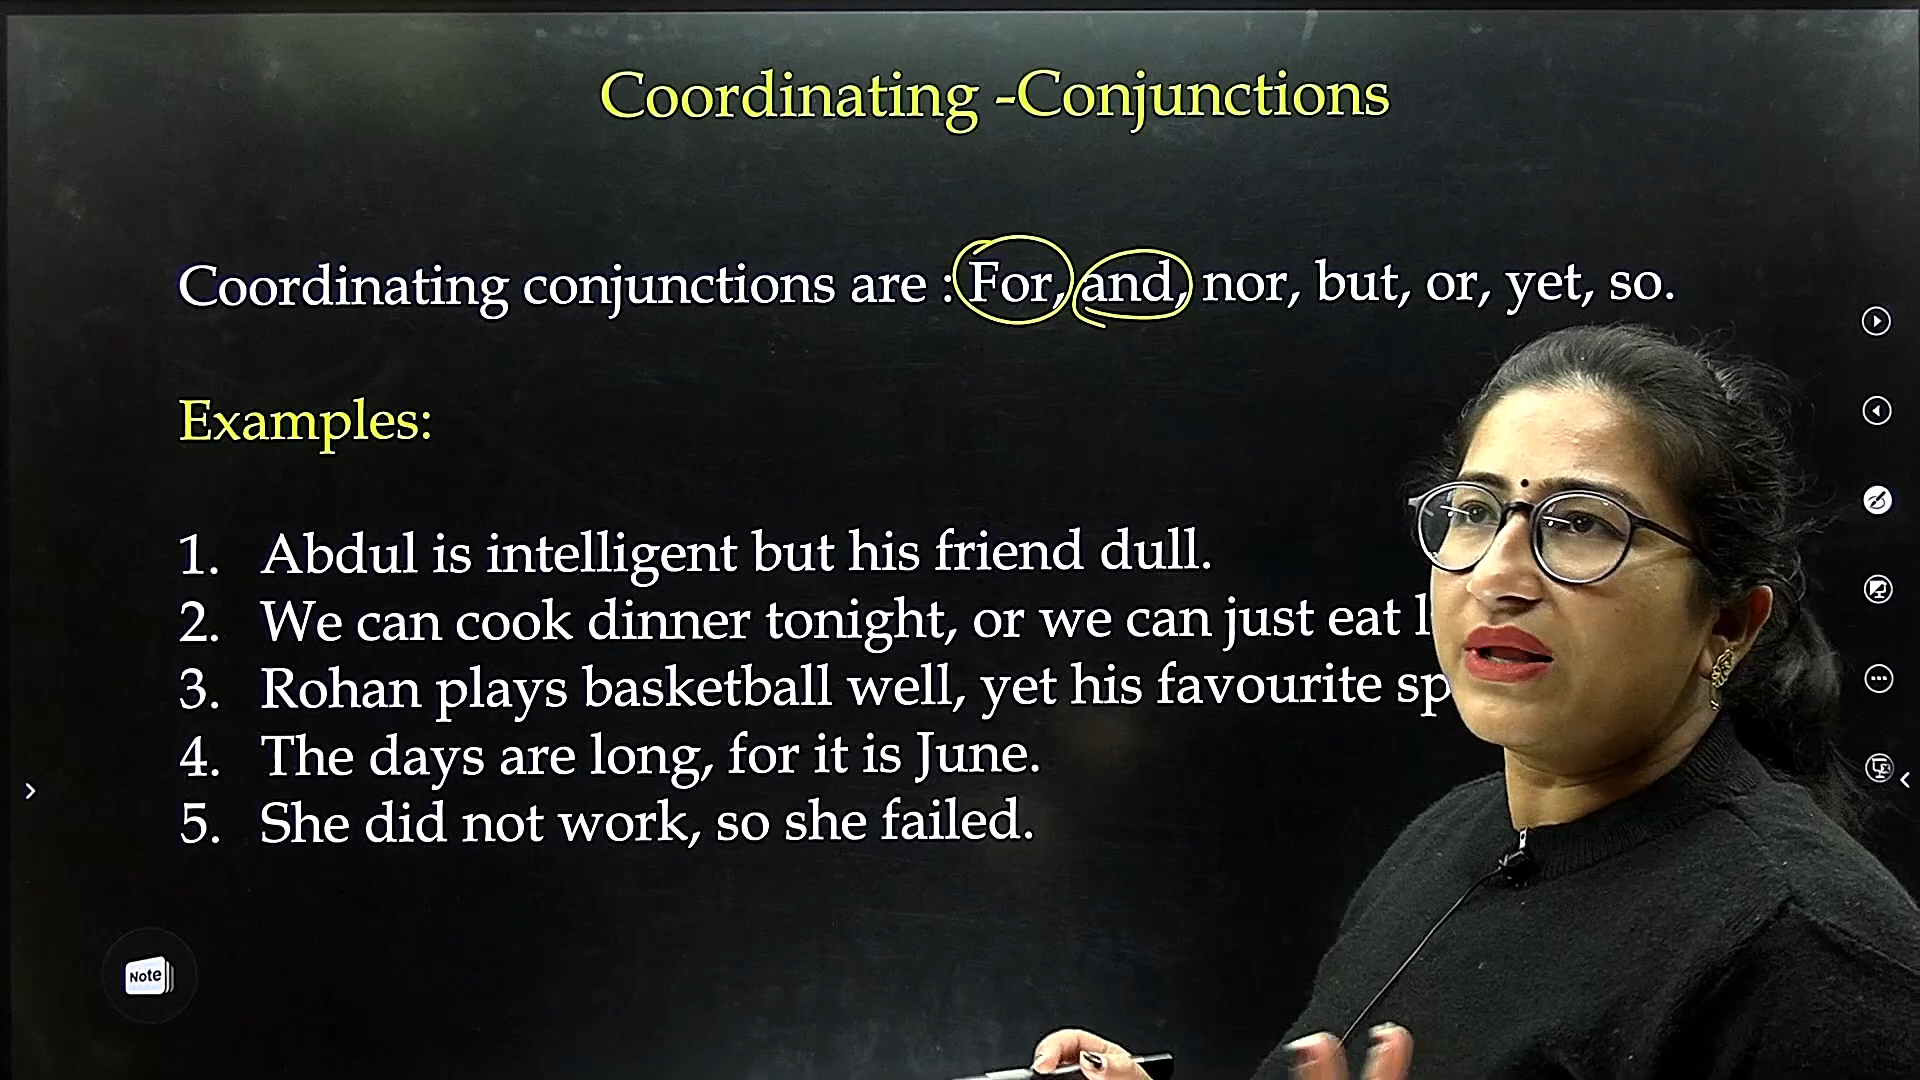 Coordinating -Conjunctions
Coordinating conjunctions are : For, and, nor, but, or, yet, so.
Examples:
1. Abdul is intelligent but his friend dull.
2. We can cook dinner tonight, or we can just eat
3. Rohan plays basketball well, yet his favourite
4. The days are long, for it is June.
5. She did not work, so she failed.
Note